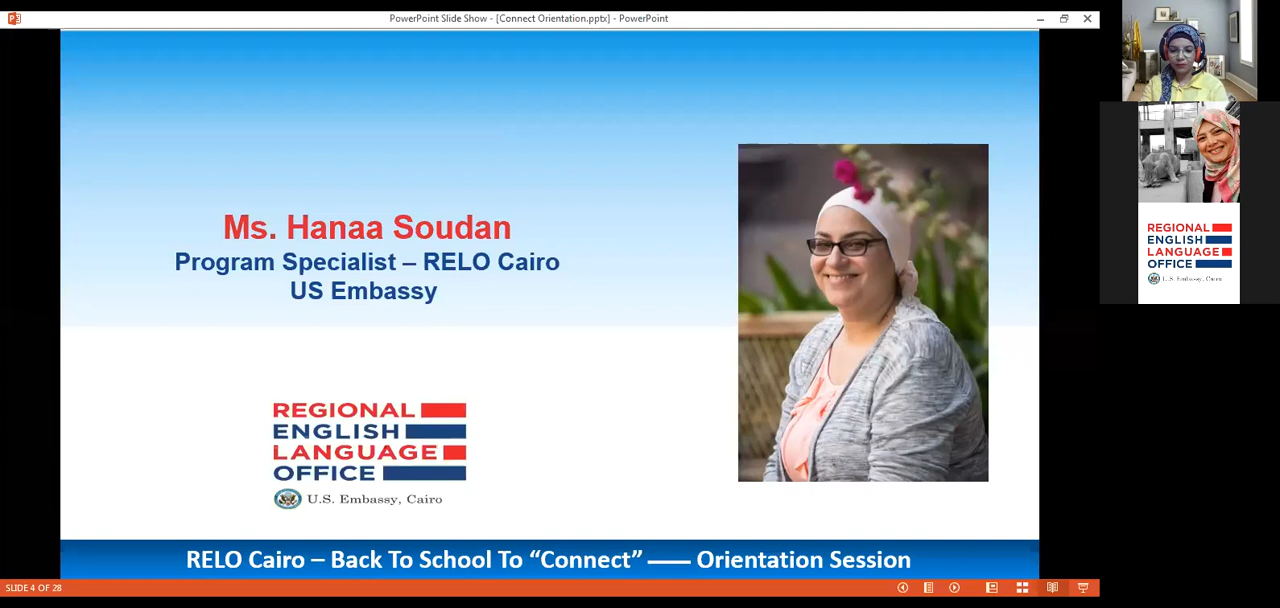 PowerPoint Slide Show - [Connect Orientation.pptx] - PowerPoint
Ms. Hanaa Soudan
Program Specialist – RELO Cairo
US Embassy
REGIONAL
ENGLISH
LANGUAGE
OFFICE
U.S. Embassy, Cairo
RELO Cairo – Back To School To “Connect” —— Orientation Session
SLIDE 4 OF 28
REGIONAL
ENGLISH
LANGUAGE
OFFICE
U.S. Embassy, Cairo